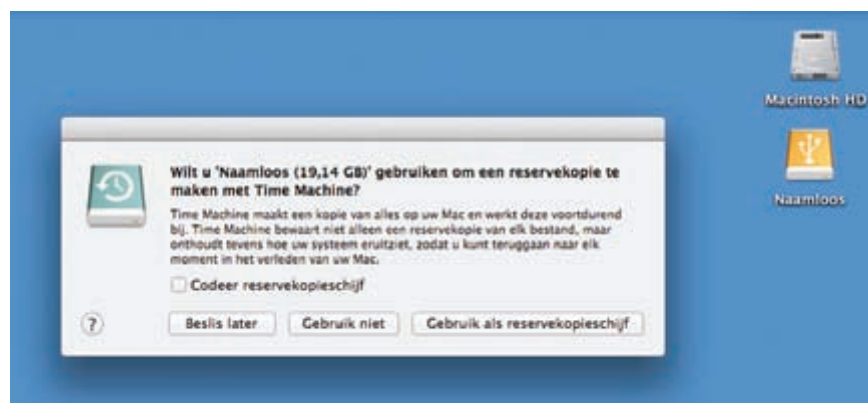 Macintosh HD
Naamloos
Wilt u 'Naamloos (19,14 GB)' gebruiken om een reservekopie te
maken met Time Machine?
Time Machine maakt een kopie van alles op uw Mac en werkt deze voortdurend
bij. Time Machine bewaart niet alleen een reservekopie van elk bestand, maar
onthoudt tevens hoe uw systeem eruitziet, zodat u kunt teruggaan naar elk
moment in het verleden van uw Mac.
Codeer reservekopieschijf
? Beslis later Gebruik niet Gebruik als reservekopieschijf